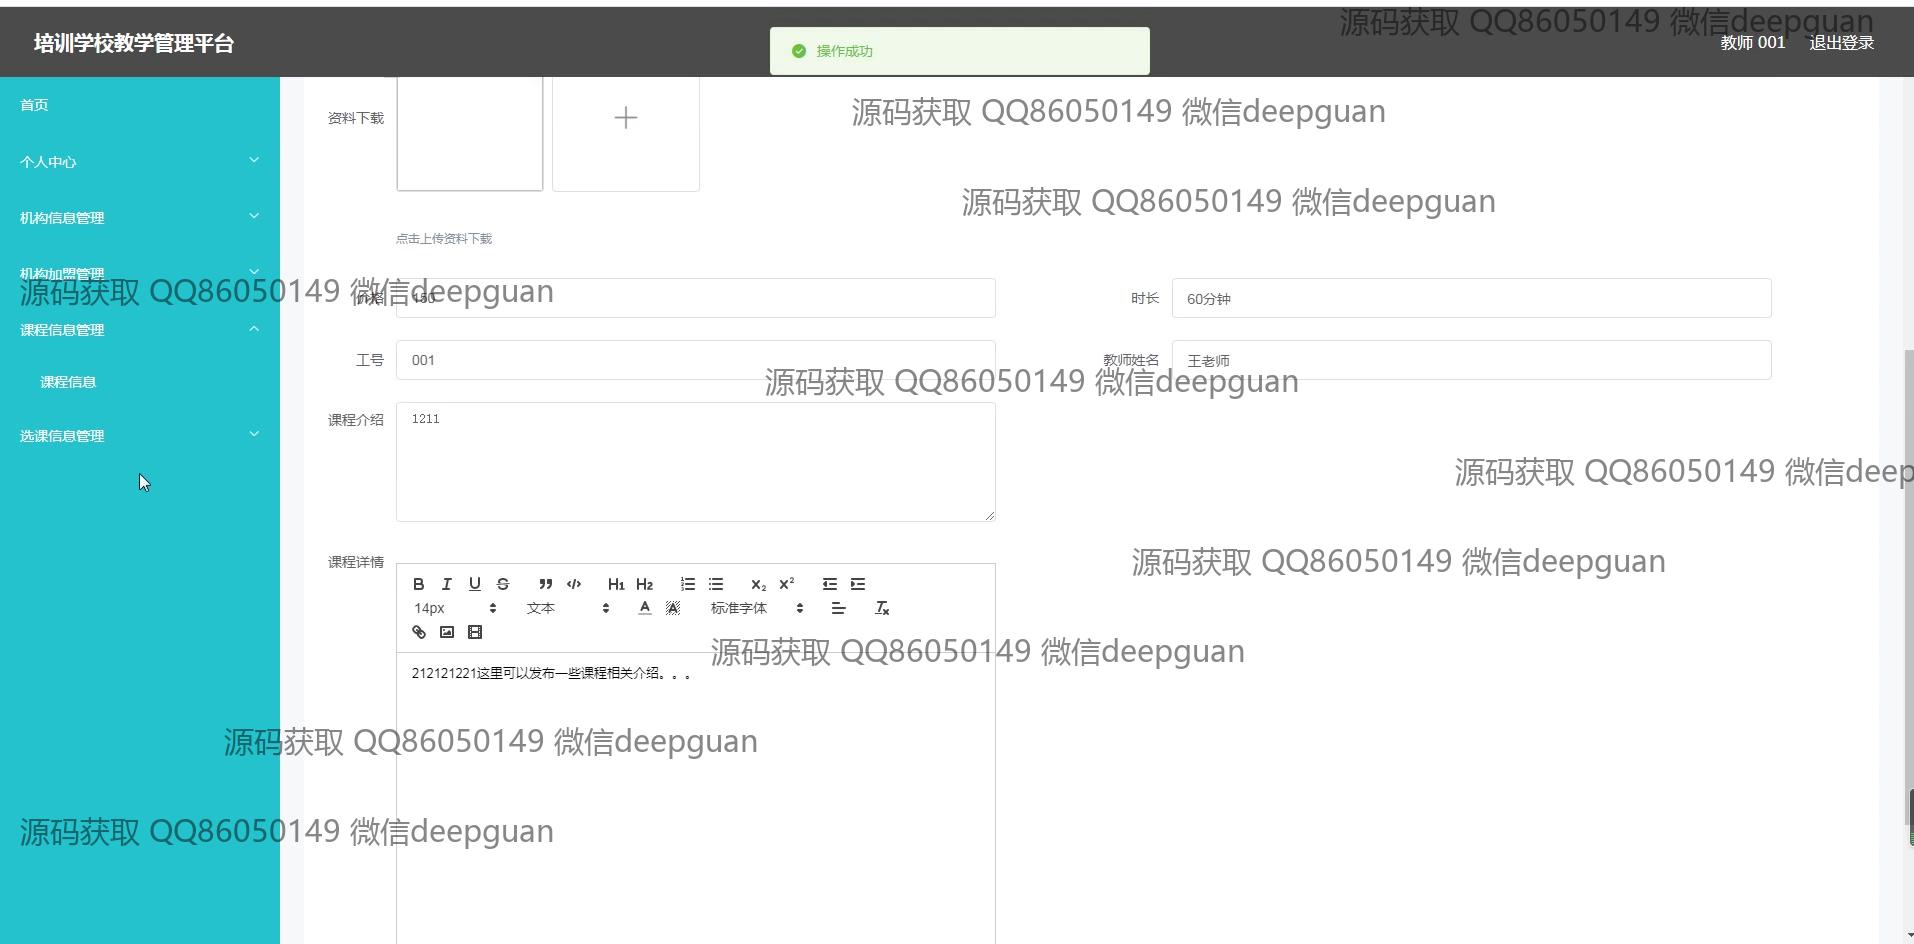 源码获取 QQ86050149 微信deepguan
培训学校教学管理平台
操作成功
教师 001 退出登录
首页
资料下载
源码获取 QQ86050149 微信deepguan
个人中心
源码获取 QQ86050149 微信deepguan
机构信息管理
点击上传资料下载
机构加盟管理
源码获取 QQ86050149 微信deepguan
价格 150
时长 60分钟
课程信息管理
工号 001
教师姓名 王老师
课程信息
源码获取 QQ86050149 微信deepguan
课程介绍 1211
选课信息管理
源码获取 QQ86050149 微信deep
课程详情
源码获取 QQ86050149 微信deepguan
B I U S H1 H2 X2 X2
14px 文本 A A 标准字体 Tx
源码获取 QQ86050149 微信deepguan
212121221这里可以发布一些课程相关介绍。。。
源码获取 QQ86050149 微信deepguan
源码获取 QQ86050149 微信deepguan